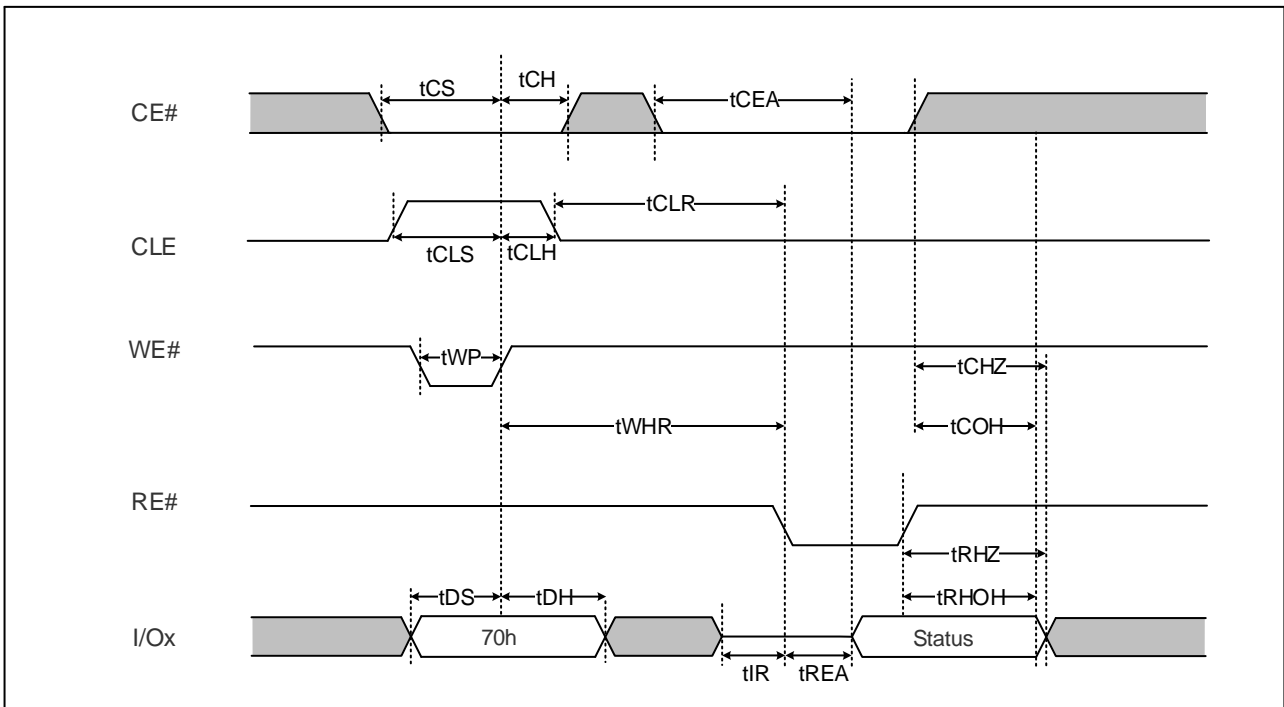 tCS
tCH
tCEA
CE#
tCLR
CLE
tCLS
tCLH
WE#
tWP
tCHZ
tWHR
tCOH
RE#
tRHZ
tDS
tDH
tRHOH
I/Ox
70h
Status
tIR
tREA